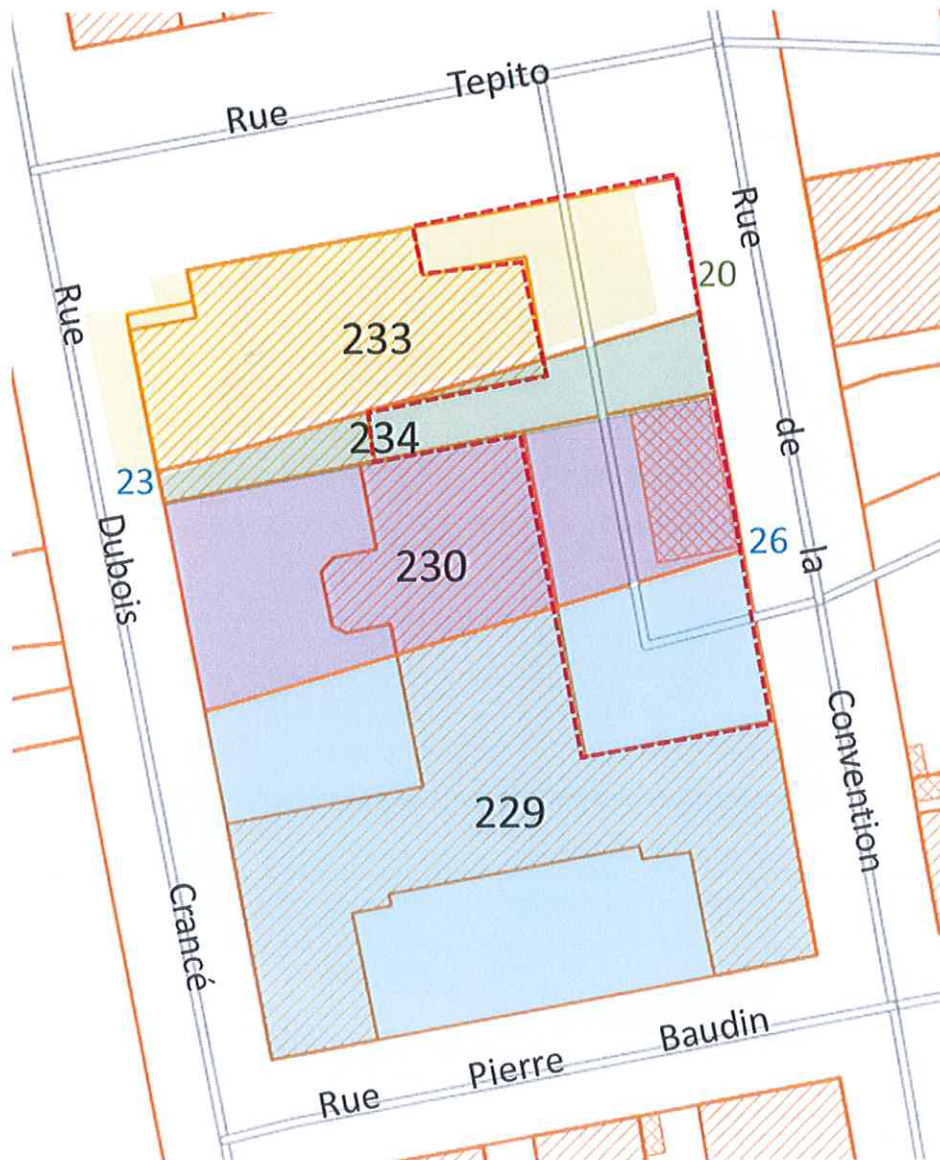 Rue Tepito
Rue Dubois Crancé
Rue de la Convention
20
233
234
23
26
230
229
Rue Pierre Baudin